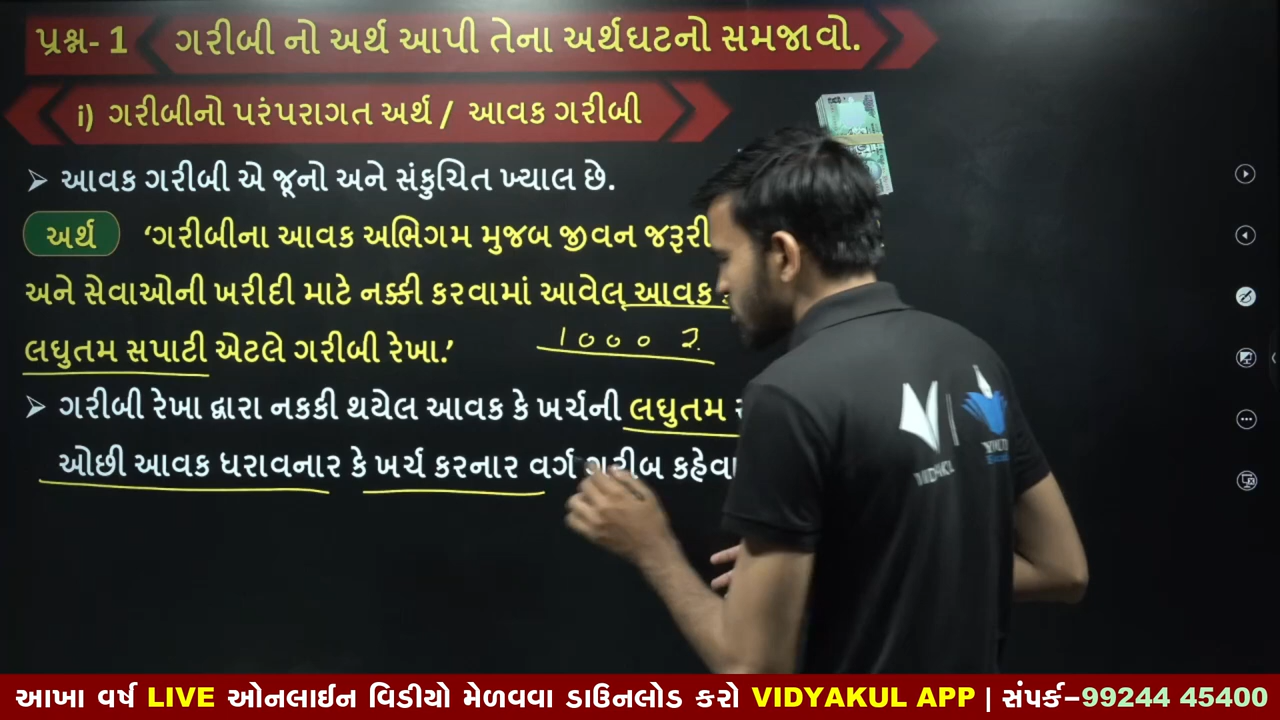 પ્રશ્ન- 1 ગરીબી નો અર્થ આપી તેના અર્થઘટનો સમજાવો.
i) ગરીબીનો પરંપરાગત અર્થ / આવક ગરીબી
➤ આવક ગરીબી એ જૂનો અને સંકુચિત ખ્યાલ છે.
અર્થ ‘ગરીબીના આવક અભિગમ મુજબ જીવન જરૂરી
અને સેવાઓની ખરીદી માટે નક્કી કરવામાં આવેલ આવક
1000 રૂ.
લઘુતમ સપાટી એટલે ગરીબી રેખા.’
➤ ગરીબી રેખા દ્વારા નકકી થયેલ આવક કે ખર્ચની લઘુતમ
ઓછી આવક ધરાવનાર કે ખર્ચ કરનાર વર્ગ ગરીબ
VIDYAKUL
આખા વર્ષ LIVE ઓનલાઈન વિડીયો મેળવવા ડાઉનલોડ કરો VIDYAKUL APP | સંપર્ક–99244 45400